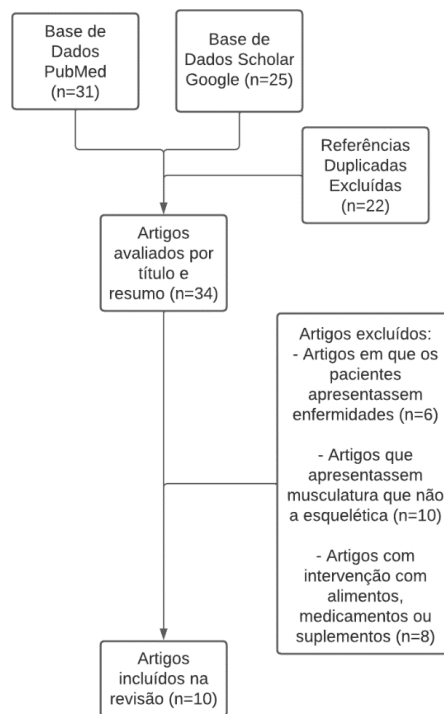 Base de
Dados
PubMed
(n=31)
Base de
Dados Scholar
Google (n=25)
Referências
Duplicadas
Excluídas
(n=22)
Artigos
avaliados por
título e
resumo (n=34)
Artigos excluídos:
- Artigos em que os
pacientes
apresentassem
enfermidades (n=6)
- Artigos que
apresentassem
musculatura que não
a esquelética (n=10)
- Artigos com
intervenção com
alimentos,
medicamentos ou
suplementos (n=8)
Artigos
incluídos na
revisão (n=10)